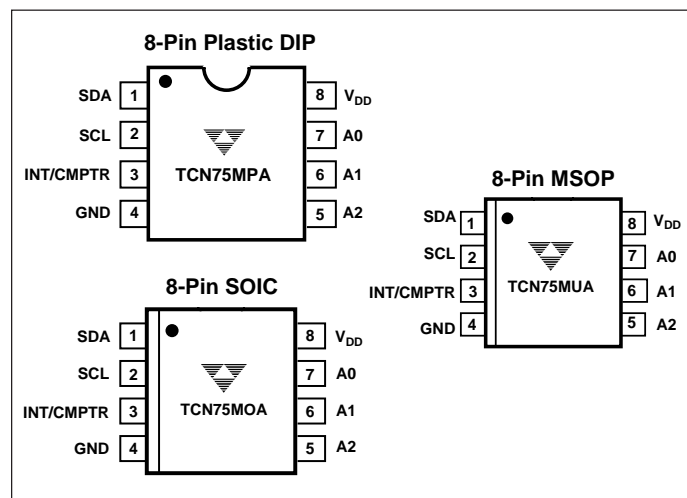 8-Pin Plastic DIP
SDA 1 8 VDD
SCL 2 7 A0
TCN75MPA
INT/CMPTR 3 6 A1
GND 4 5 A2
8-Pin MSOP
SDA 1 8 VDD
SCL 2 7 A0
TCN75MUA
INT/CMPTR 3 6 A1
GND 4 5 A2
8-Pin SOIC
SDA 1 8 VDD
SCL 2 7 A0
TCN75MOA
INT/CMPTR 3 6 A1
GND 4 5 A2